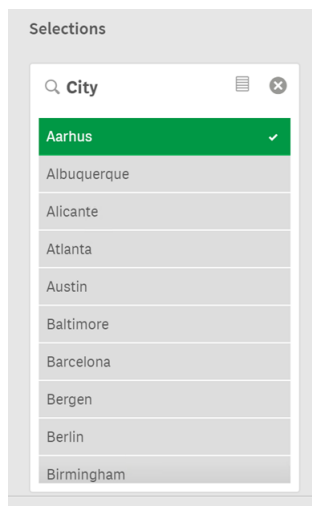 Selections
City
Aarhus
Albuquerque
Alicante
Atlanta
Austin
Baltimore
Barcelona
Bergen
Berlin
Birmingham